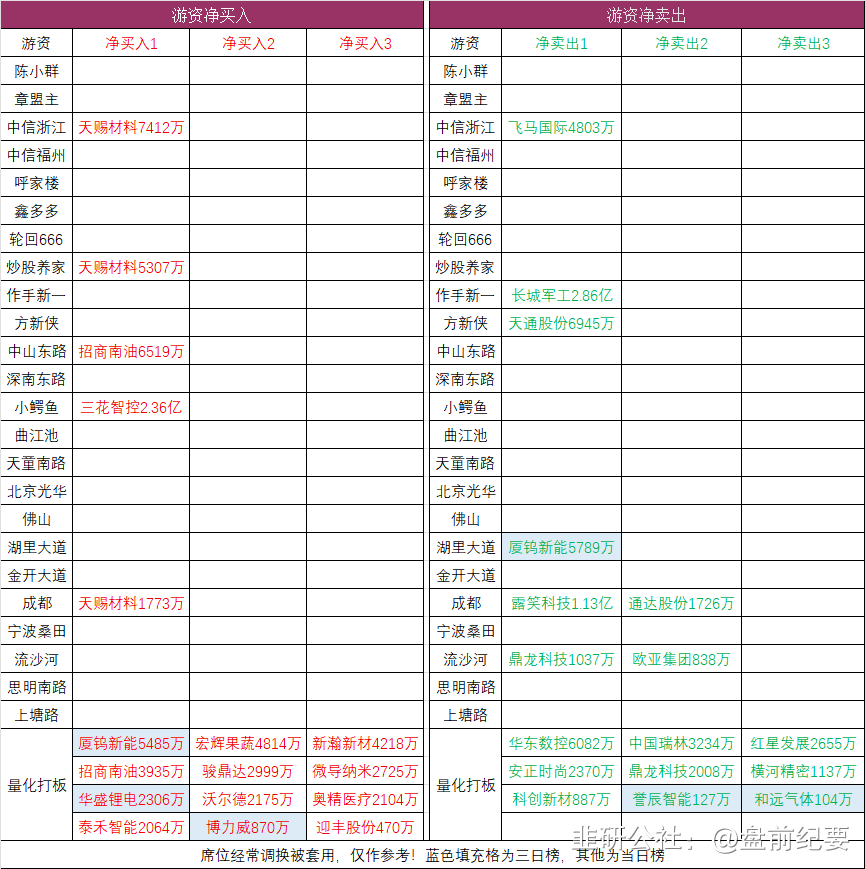 游资净买入 游资净卖出
游资 净买入1 净买入2 净买入3 游资 净卖出1 净卖出2 净卖出3
陈小群 陈小群
章盟主 章盟主
中信浙江 天赐材料7412万 中信浙江 飞马国际4803万
中信福州 中信福州
呼家楼 呼家楼
鑫多多 鑫多多
轮回666 轮回666
炒股养家 天赐材料5307万 炒股养家
作手新一 作手新一 长城军工2.86亿
方新侠 方新侠 天通股份6945万
中山东路 招商南油6519万 中山东路
深南东路 深南东路
小鳄鱼 三花智控2.36亿 小鳄鱼
曲江池 曲江池
天童南路 天童南路
北京光华 北京光华
佛山 佛山
湖里大道 湖里大道 厦钨新能5789万
金开大道 金开大道
成都 天赐材料1773万 成都 露笑科技1.13亿 通达股份1726万
宁波桑田 宁波桑田
流沙河 流沙河 鼎龙科技1037万 欧亚集团838万
思明南路 思明南路
上塘路 上塘路
厦钨新能5485万 宏辉果蔬4814万 新瀚新材4218万 华东数控6082万 中国瑞林3234万 红星发展2655万
量化打板 招商南油3935万 骏鼎达2999万 微导纳米2725万 量化打板 安正时尚2370万 鼎龙科技2008万 横河精密1137万
华盛锂电2306万 沃尔德2175万 奥精医疗2104万 科创新材887万 誉辰智能127万 和远气体104万
泰禾智能2064万 博力威870万 迎丰股份470万
韭研公社：@盘前纪要
席位经常调换被套用，仅作参考！蓝色填充格为三日榜，其他为当日榜